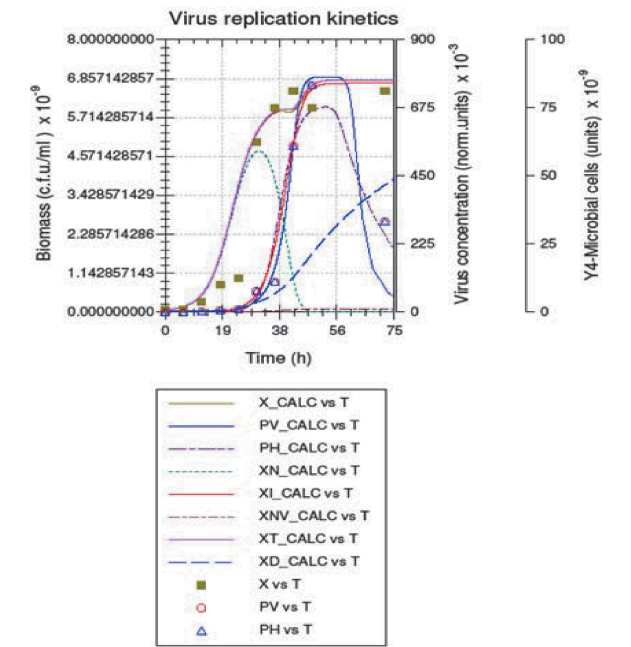 Virus replication kinetics
8.000000000
6.857142857
5.714285714
4.571428571
3.428571429
2.285714286
1.142857143
0.000000000
Biomass (c.f.u/ml ) x 10-9
0 19 38 56 75
Time (h)
900
675
450
225
0
Virus concentration (norm.units) x 10-3
100
75
50
25
0
Y4-Microbial cells (units) x 10-9
X_CALC vs T
PV_CALC vs T
PH_CALC vs T
XN_CALC vs T
XI_CALC vs T
XNV_CALC vs T
XT_CALC vs T
XD_CALC vs T
X vs T
PV vs T
PH vs T